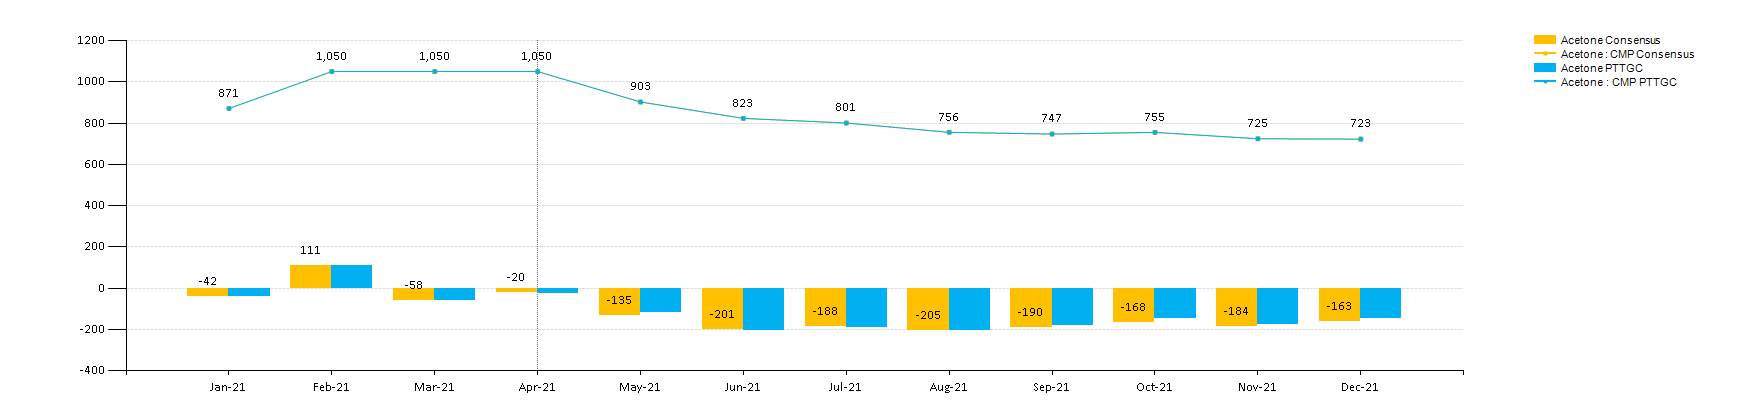 1200
1000
800
600
400
200
0
-200
-400
871
1,050
1,050
1,050
903
823
801
756
747
755
725
723
-42
111
-58
-20
-135
-201
-188
-205
-190
-168
-184
-163
Jan-21
Feb-21
Mar-21
Apr-21
May-21
Jun-21
Jul-21
Aug-21
Sep-21
Oct-21
Nov-21
Dec-21
Acetone Consensus
Acetone : CMP Consensus
Acetone PTTGC
Acetone : CMP PTTGC